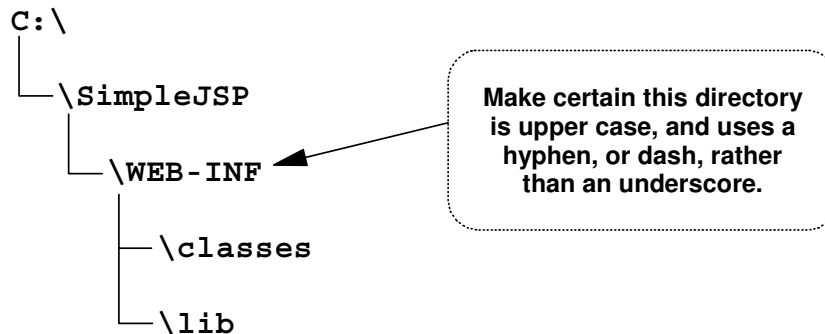 C:\
\SimpleJSP
\WEB-INF
Make certain this directory
is upper case, and uses a
hyphen, or dash, rather
than an underscore.
\classes
\lib